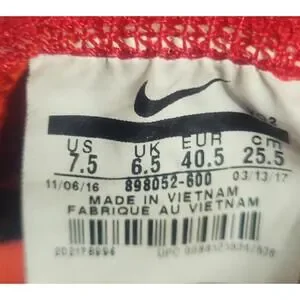 US UK EUR cm
7.5 6.5 40.5 25.5
11/06/16 898052-600 03/13/17
MADE IN VIETNAM
FABRIQUE AU VIETNAM
UPC